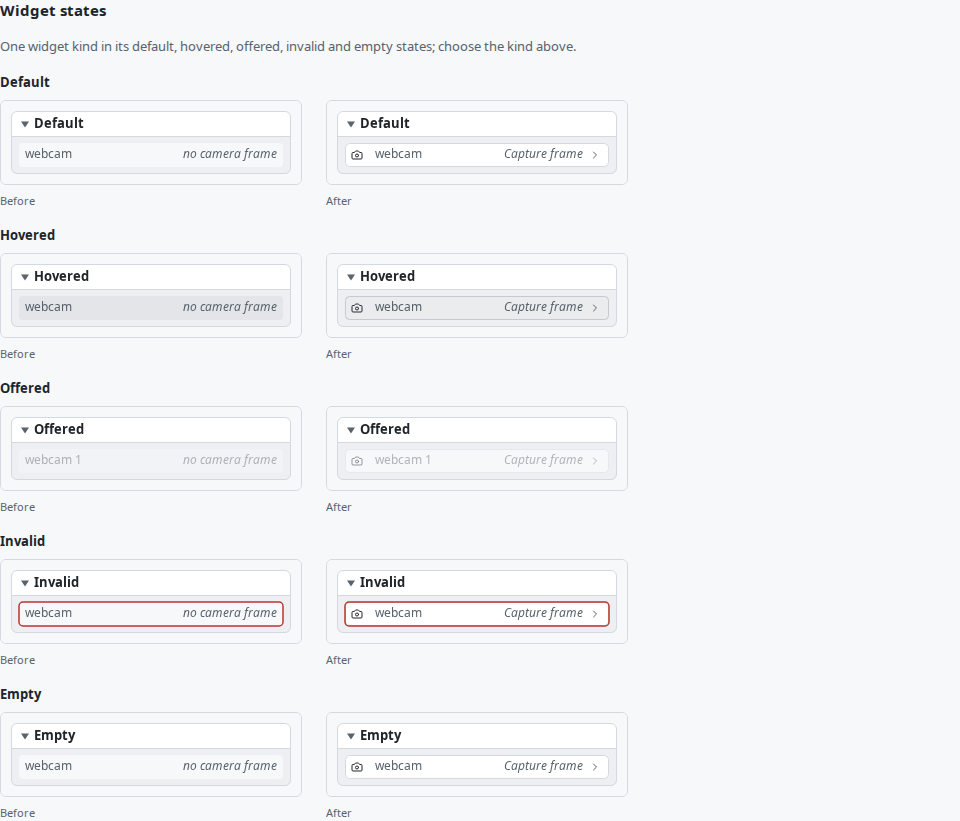 Widget states
One widget kind in its default, hovered, offered, invalid and empty states; choose the kind above.
Default
Default
webcam no camera frame
Before
Default
webcam Capture frame
After
Hovered
Hovered
webcam no camera frame
Before
Hovered
webcam Capture frame
After
Offered
Offered
webcam 1 no camera frame
Before
Offered
webcam 1 Capture frame
After
Invalid
Invalid
webcam no camera frame
Before
Invalid
webcam Capture frame
After
Empty
Empty
webcam no camera frame
Before
Empty
webcam Capture frame
After